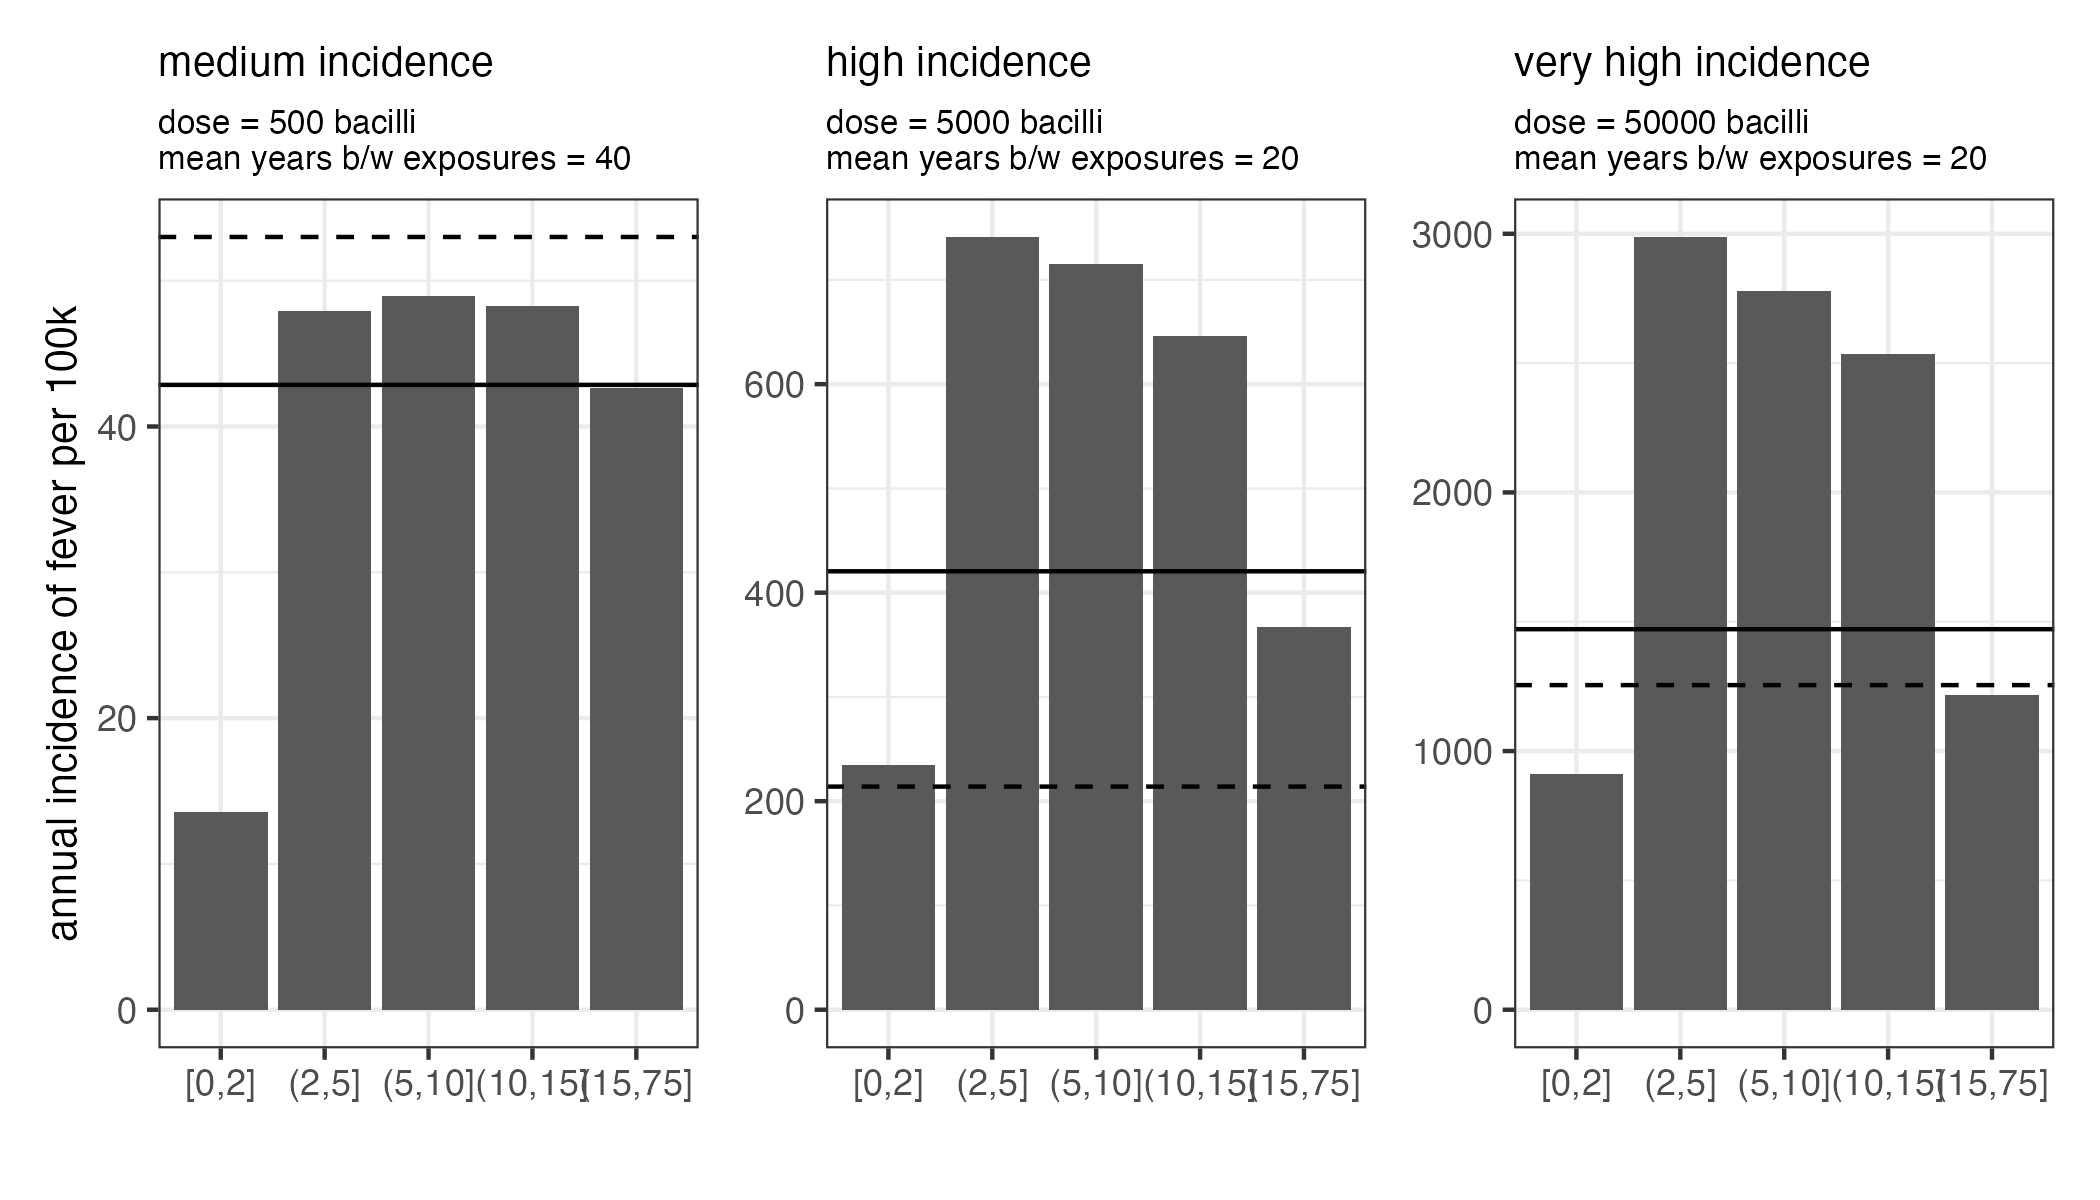 medium incidence
dose = 500 bacilli
mean years b/w exposures = 40
high incidence
dose = 5000 bacilli
mean years b/w exposures = 20
very high incidence
dose = 50000 bacilli
mean years b/w exposures = 20
annual incidence of fever per 100k
40
20
0
[0,2] (2,5] (5,10] (10,15] (15,75]
600
400
200
0
[0,2] (2,5] (5,10] (10,15] (15,75]
3000
2000
1000
0
[0,2] (2,5] (5,10] (10,15] (15,75]